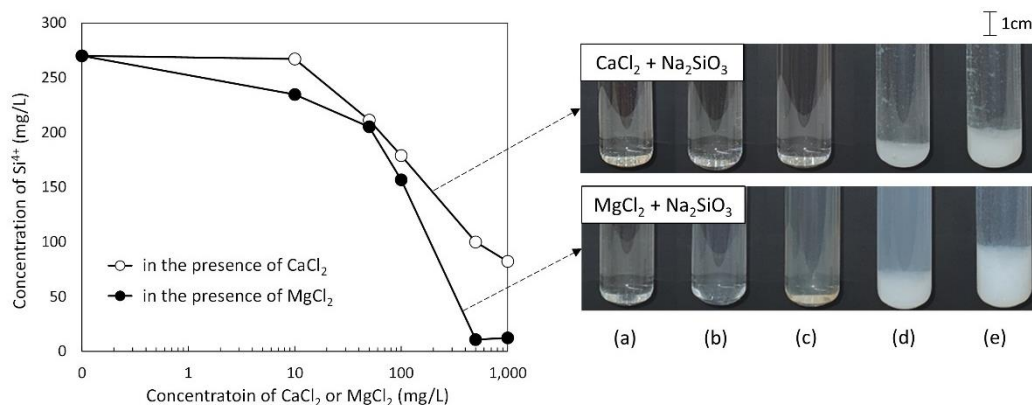 300
250
200
150
100
50
0
Concentration of Si⁴⁺ (mg/L)
in the presence of CaCl₂
in the presence of MgCl₂
0 10 100 1,000
Concentratoin of CaCl₂ or MgCl₂ (mg/L)
1cm
CaCl₂ + Na₂SiO₃
MgCl₂ + Na₂SiO₃
(a) (b) (c) (d) (e)